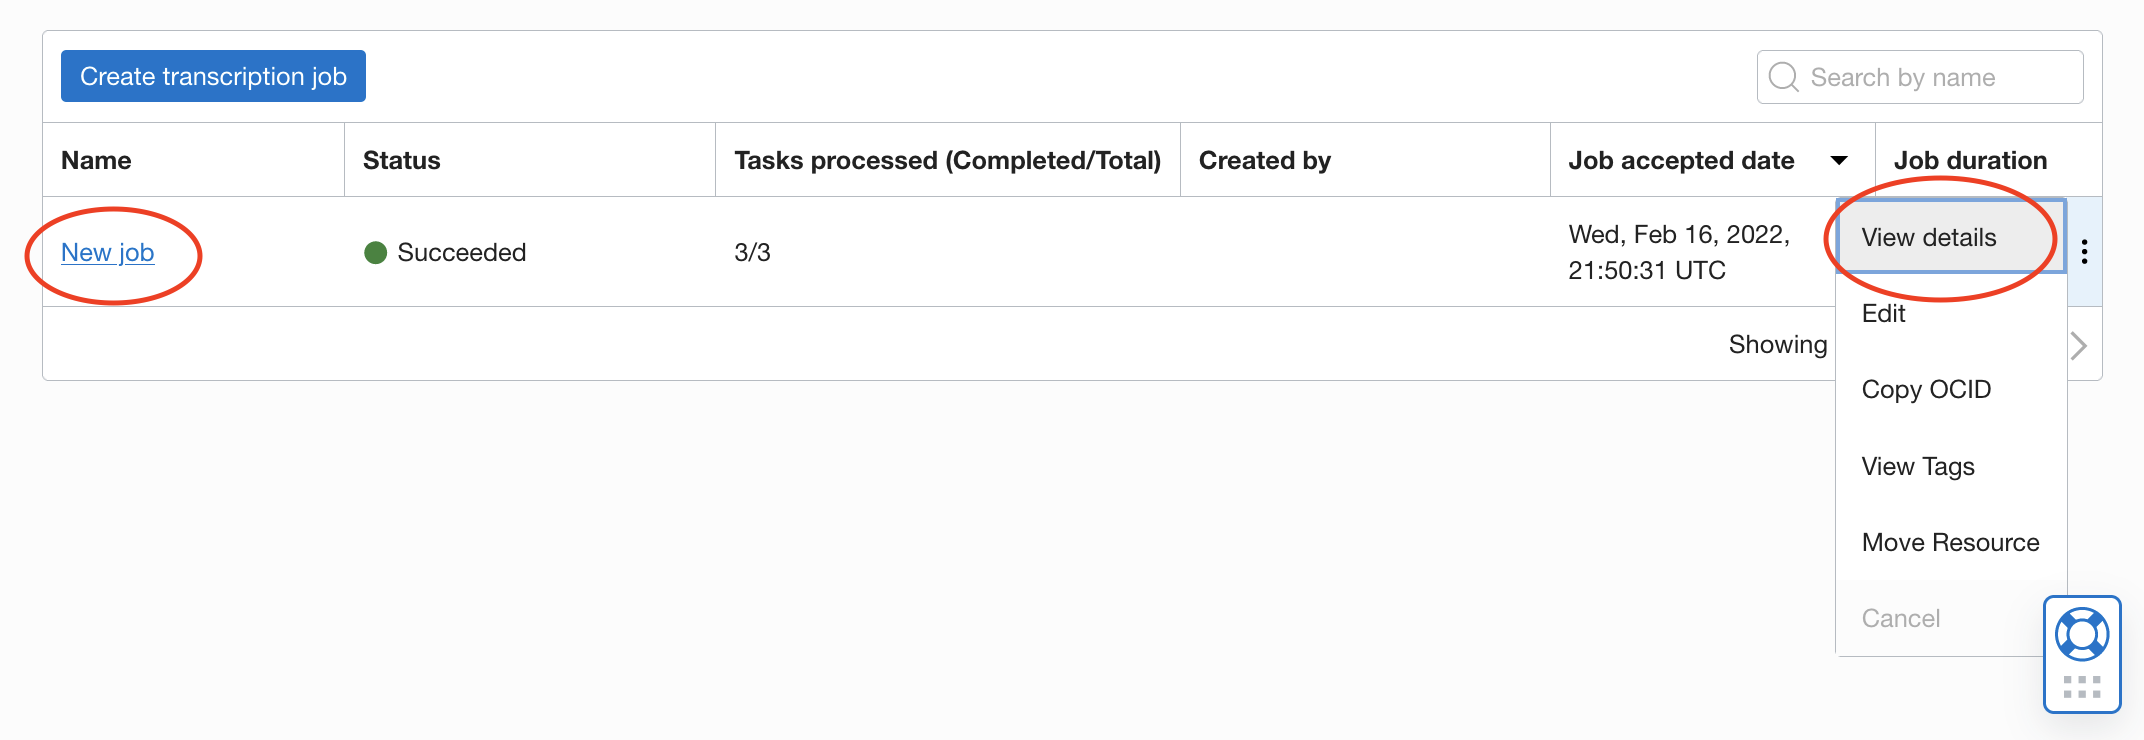 Create transcription job
Search by name
Name
Status
Tasks processed (Completed/Total)
Created by
Job accepted date
Job duration
New job
Succeeded
3/3
Wed, Feb 16, 2022,
21:50:31 UTC
View details
Edit
Showing
Copy OCID
View Tags
Move Resource
Cancel